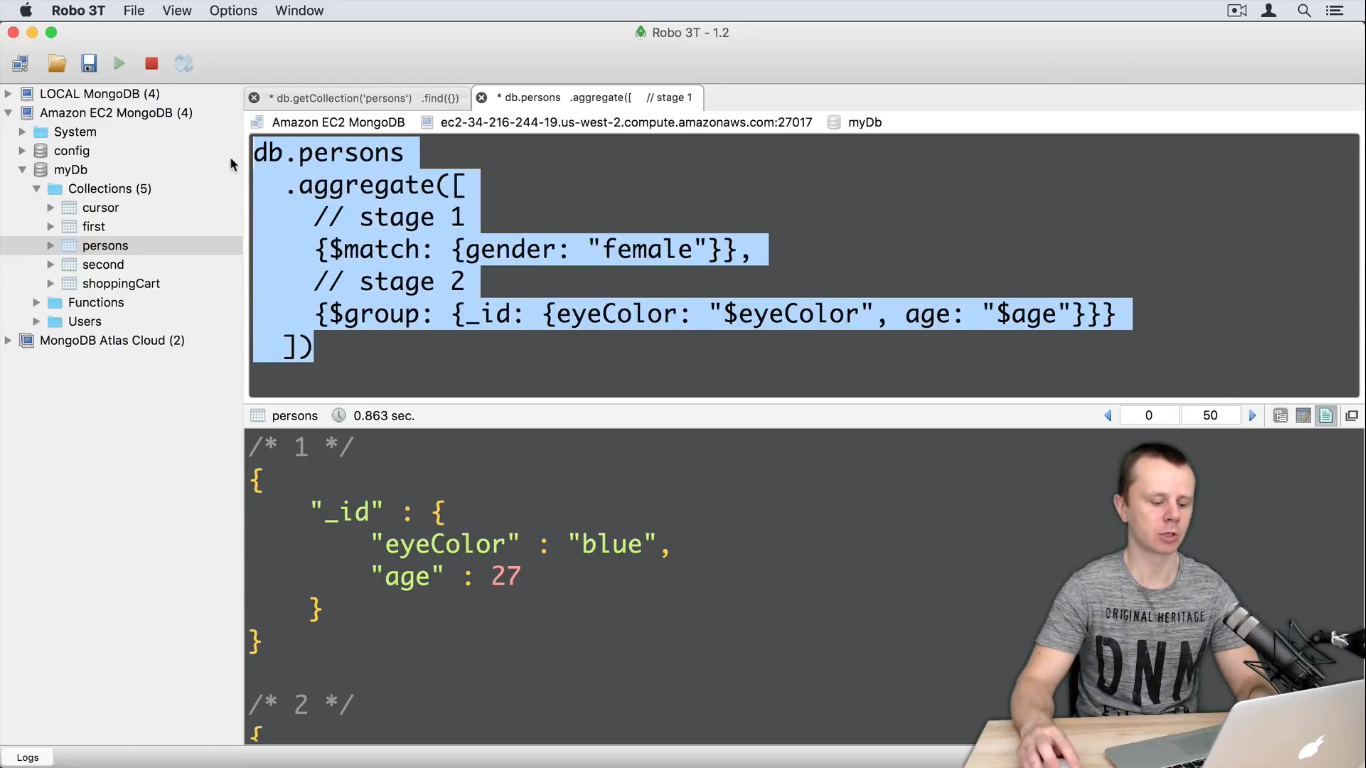 Robo 3T File View Options Window
Robo 3T - 1.2
LOCAL MongoDB (4)
Amazon EC2 MongoDB (4)
System
config
myDb
Collections (5)
cursor
first
persons
second
shoppingCart
Functions
Users
MongoDB Atlas Cloud (2)
* db.getCollection('persons') .find({})
* db.persons .aggregate([ // stage 1
Amazon EC2 MongoDB ec2-34-216-244-19.us-west-2.compute.amazonaws.com:27017 myDb
db.persons
.aggregate([
// stage 1
{$match: {gender: "female"}},
// stage 2
{$group: {_id: {eyeColor: "$eyeColor", age: "$age"}}}
])
persons 0.863 sec. 0 50
/* 1 */
{
"_id" : {
"eyeColor" : "blue",
"age" : 27
}
}
/* 2 */
{
ORIGINAL HERITAGE
DNM
Logs